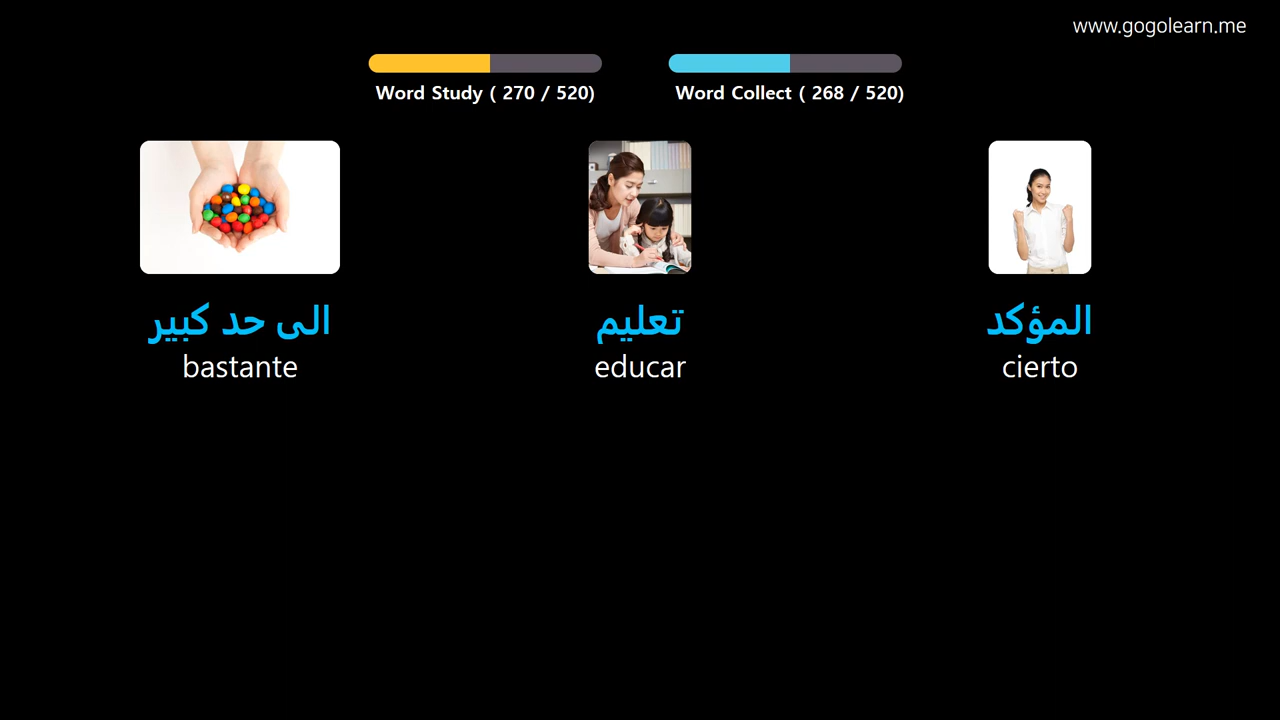 www.gogolearn.me
Word Study ( 270 / 520)
Word Collect ( 268 / 520)
الى حد كبير
bastante
تعليم
educar
المؤكد
cierto